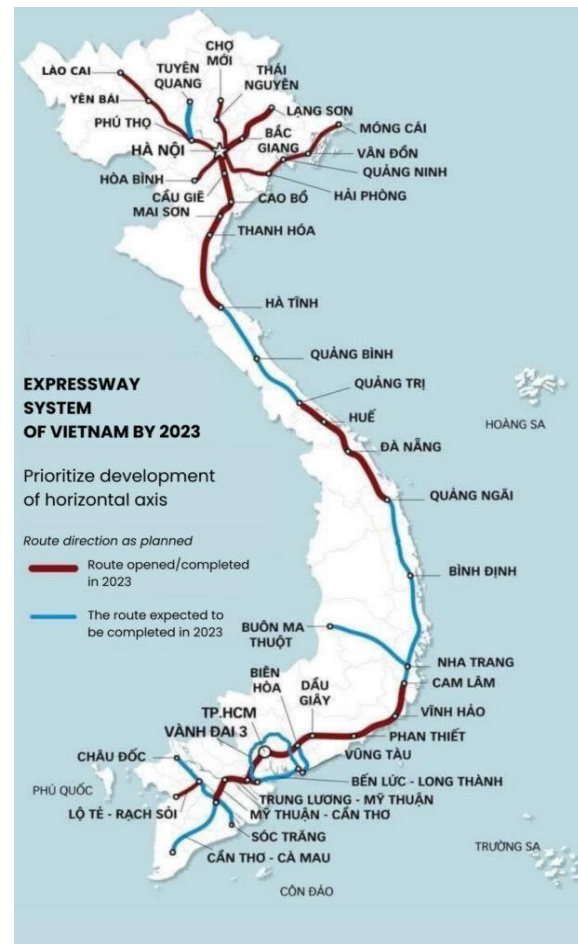 CHỢ
MỚI
LÀO CAI
TUYÊN
QUANG
THÁI
NGUYÊN
YÊN BÁI
LẠNG SƠN
PHÚ THỌ
BẮC
GIANG
MÓNG CÁI
HÀ NỘI
VÂN ĐỒN
QUẢNG NINH
HÒA BÌNH
HẢI PHÒNG
CẦU GIẼ
CAO BỒ
MAI SƠN
THANH HÓA
HÀ TĨNH
QUẢNG BÌNH
EXPRESSWAY
SYSTEM
OF VIETNAM BY 2023
QUẢNG TRỊ
HUẾ
HOÀNG SA
ĐÀ NẴNG
Prioritize development
of horizontal axis
QUẢNG NGÃI
Route direction as planned
Route opened/completed
in 2023
BÌNH ĐỊNH
The route expected to
be completed in 2023
BUÔN MA
THUỘT
NHA TRANG
BIÊN
HÒA
DẦU
GIÂY
CAM LÂM
TP.HCM
VĨNH HẢO
VÀNH ĐAI 3
PHAN THIẾT
CHÂU ĐỐC
VŨNG TÀU
BẾN LỨC - LONG THÀNH
PHÚ QUỐC
TRUNG LƯƠNG - MỸ THUẬN
LỘ TẺ - RẠCH SỎI
MỸ THUẬN - CẦN THƠ
SÓC TRĂNG
TRƯỜNG SA
CẦN THƠ - CÀ MAU
CÔN ĐẢO